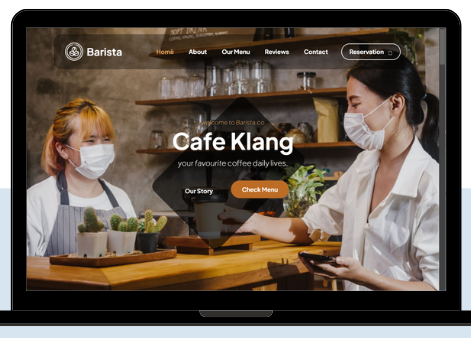 Barista
Home About Our Menu Reviews Contact Reservation
Welcome to Barista.co
Cafe Klang
your favourite coffee daily lives.
Our Story Check Menu